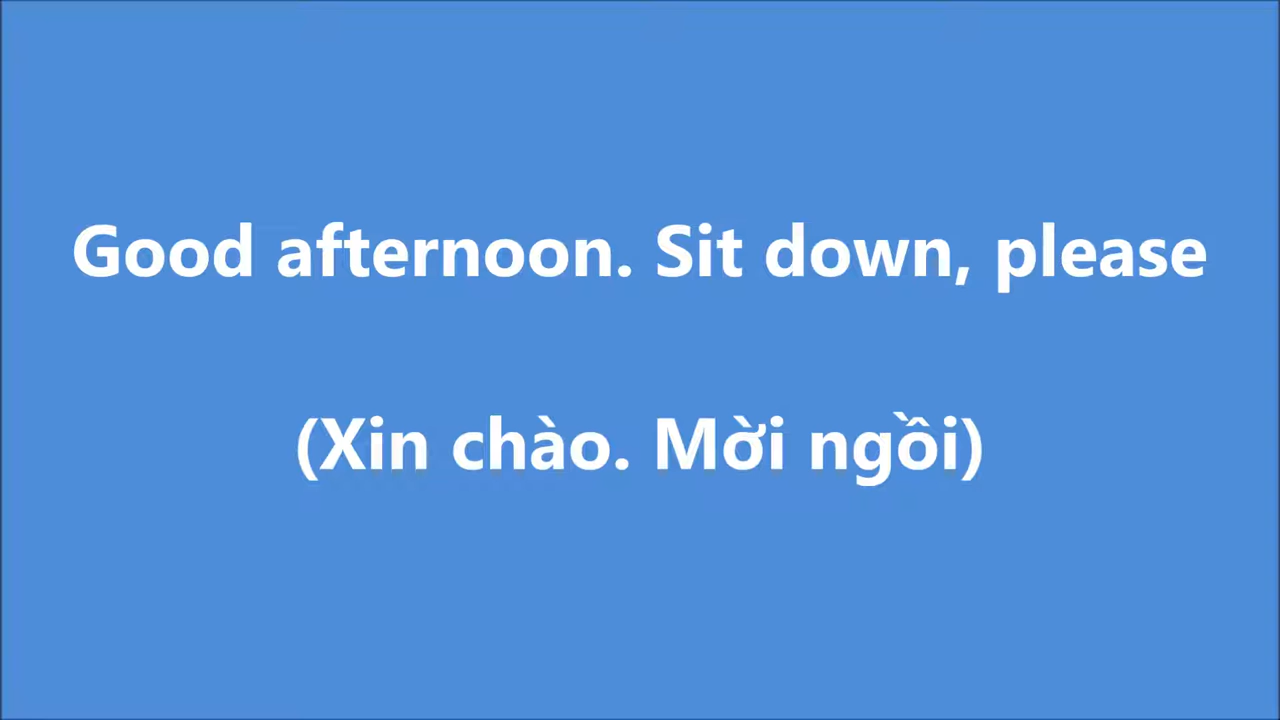 Good afternoon. Sit down, please
(Xin chào. Mời ngồi)